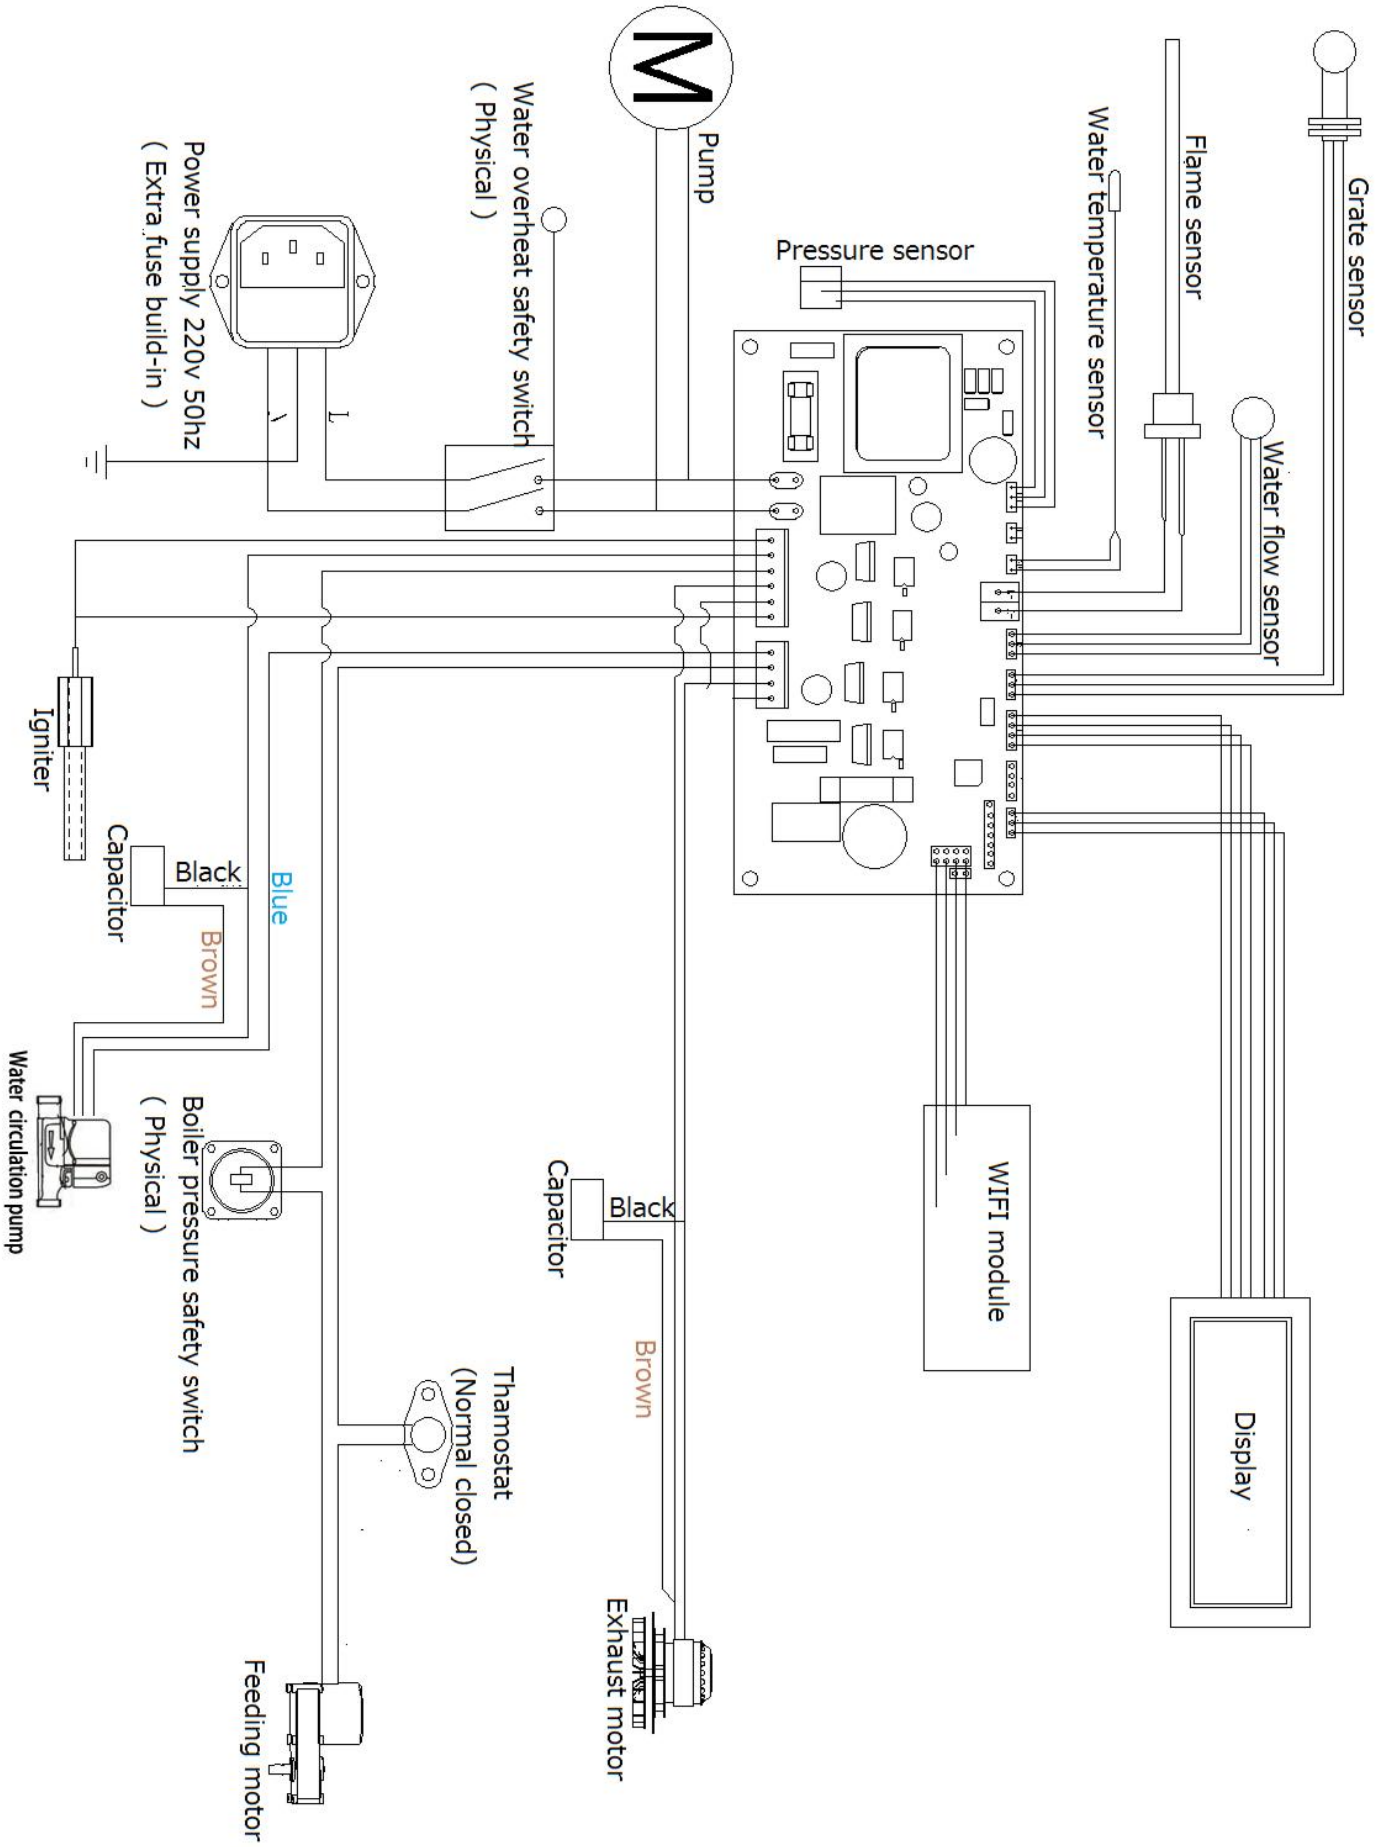 Grate sensor
Flame sensor
Water temperature sensor
Water flow sensor
Pressure sensor
M
Pump
Water overheat safety switch
( Physical )
Power supply 220v 50hz
( Extra fuse build-in )
L
Display
WIFI module
Capacitor
Black
Brown
Exhaust motor
Thamostat
(Normal closed)
Feeding motor
Boiler pressure safety switch
( Physical )
Blue
Black
Brown
Capacitor
Water circulation pump
Igniter